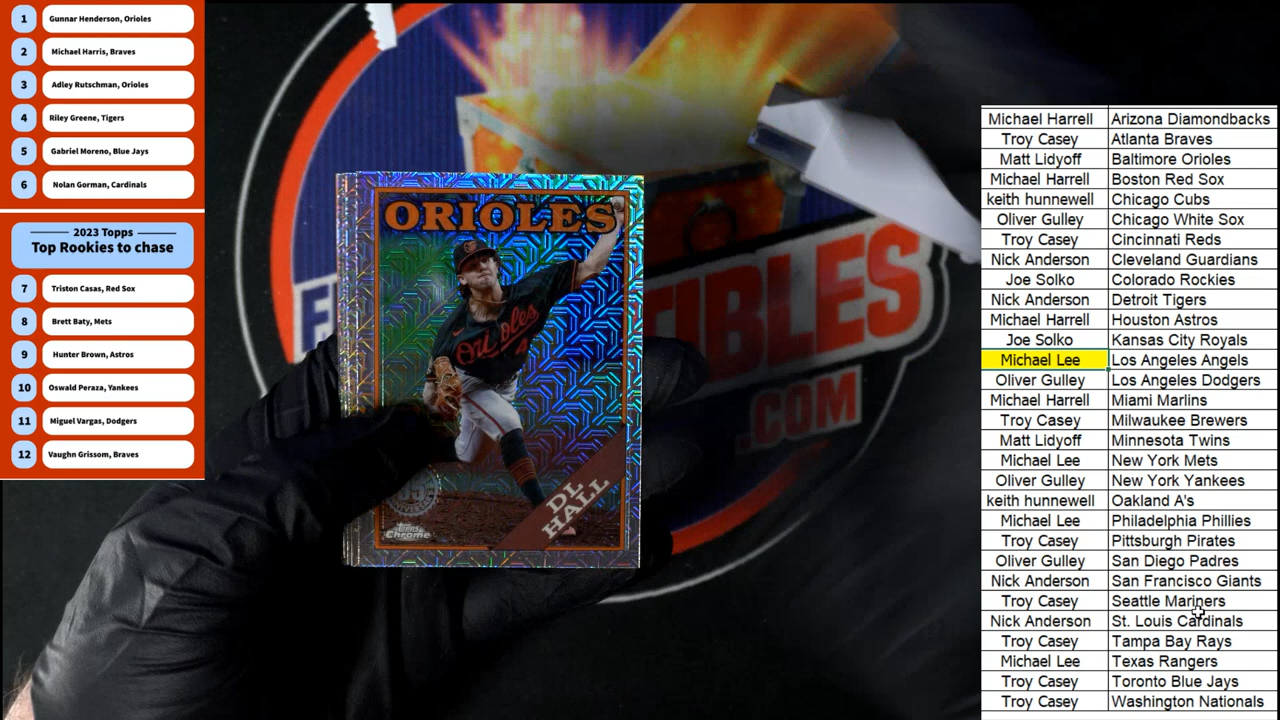 1 Gunnar Henderson, Orioles
2 Michael Harris, Braves
3 Adley Rutschman, Orioles
4 Riley Greene, Tigers
5 Gabriel Moreno, Blue Jays
6 Nolan Gorman, Cardinals
2023 Topps
Top Rookies to chase
7 Triston Casas, Red Sox
8 Brett Baty, Mets
9 Hunter Brown, Astros
10 Oswald Peraza, Yankees
11 Miguel Vargas, Dodgers
12 Vaughn Grissom, Braves
ORIOLES
Orioles
DL
HALL
Topps
Chrome
TIBLES
.COM
Michael Harrell Arizona Diamondbacks
Troy Casey Atlanta Braves
Matt Lidyoff Baltimore Orioles
Michael Harrell Boston Red Sox
keith hunnewell Chicago Cubs
Oliver Gulley Chicago White Sox
Troy Casey Cincinnati Reds
Nick Anderson Cleveland Guardians
Joe Solko Colorado Rockies
Nick Anderson Detroit Tigers
Michael Harrell Houston Astros
Joe Solko Kansas City Royals
Michael Lee Los Angeles Angels
Oliver Gulley Los Angeles Dodgers
Michael Harrell Miami Marlins
Troy Casey Milwaukee Brewers
Matt Lidyoff Minnesota Twins
Michael Lee New York Mets
Oliver Gulley New York Yankees
keith hunnewell Oakland A's
Michael Lee Philadelphia Phillies
Troy Casey Pittsburgh Pirates
Oliver Gulley San Diego Padres
Nick Anderson San Francisco Giants
Troy Casey Seattle Mariners
Nick Anderson St. Louis Cardinals
Troy Casey Tampa Bay Rays
Michael Lee Texas Rangers
Troy Casey Toronto Blue Jays
Troy Casey Washington Nationals